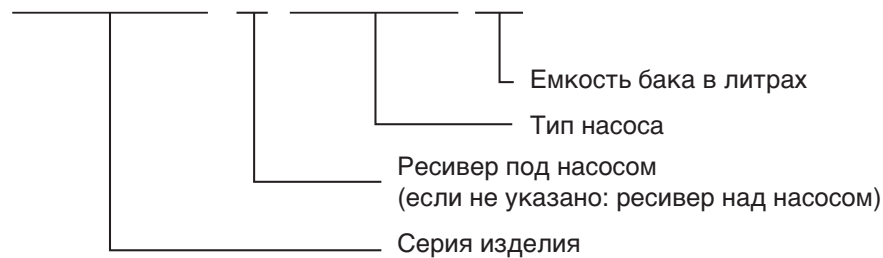 Емкость бака в литрах
Тип насоса
Ресивер под насосом
(если не указано: ресивер над насосом)
Серия изделия